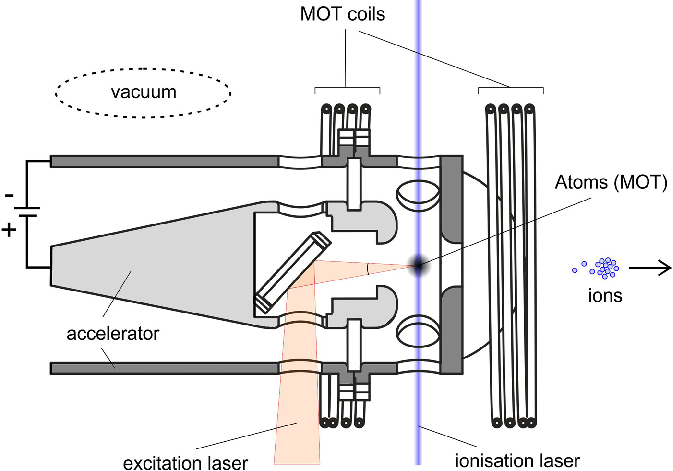 MOT coils
vacuum
-
+
Atoms (MOT)
ions
accelerator
excitation laser
ionisation laser